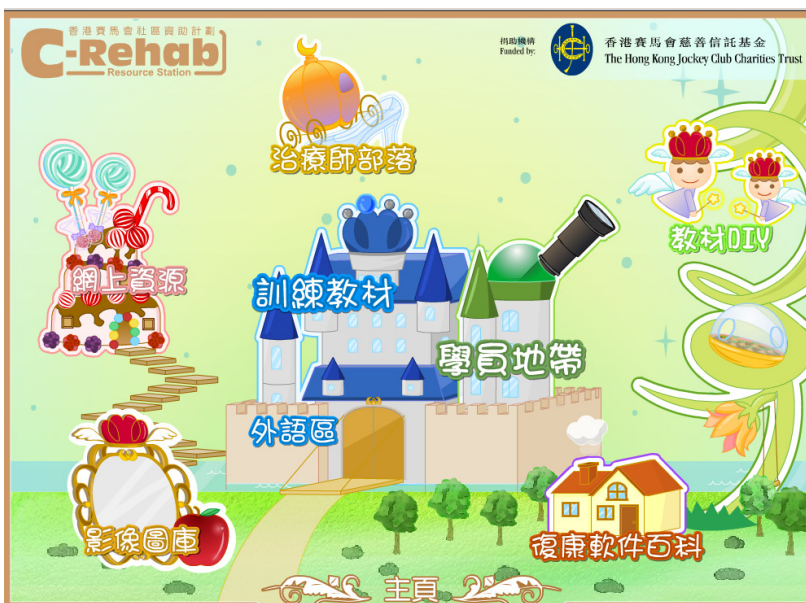 香港賽馬會社區資助計劃
C-Rehab
Resource Station
捐助機構
Funded by:
香港賽馬會慈善信託基金
The Hong Kong Jockey Club Charities Trust
治療師部落
教材DIY
網上資源
訓練教材
學員地帶
外語區
影像圖庫
復康軟件百科
主頁